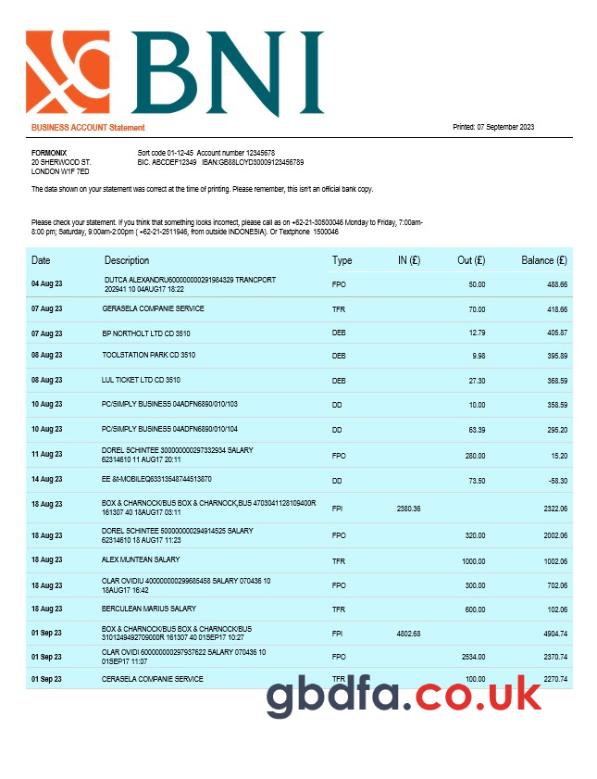 BNI
BUSINESS ACCOUNT Statement
Printed: 07 September 2023
FORMONIX
20 SHERWOOD ST.
LONDON W1F 7ED
Sort code 01-12-45 Account number 12345678
BIC. ABCDEF12349 IBAN:GB88LOYD30009123456789
The data shown on your statement was correct at the time of printing. Please remember, this isn't an official bank copy.
Please check your statement. If you think that something looks incorrect, please call as on +62-21-30500046 Monday to Friday, 7:00am-
8:00 pm; Saturday, 9:00am-2:00pm ( +62-21-2511946, from outside INDONESIA). Or Textphone 1500046
Date Description Type IN (£) Out (£) Balance (£)
04 Aug 23 DUTCA ALEXANDRU600000000291984329 TRANCPORT FPO 50.00 488.66
202941 10 04AUG17 18:22
07 Aug 23 GERASELA COMPANIE SERVICE TFR 70.00 418.66
07 Aug 23 BP NORTHOLT LTD CD 3510 DEB 12.79 405.87
08 Aug 23 TOOLSTATION PARK CD 3510 DEB 9.98 395.89
08 Aug 23 LUL TICKET LTD CD 3510 DEB 27.30 368.59
10 Aug 23 PC/SIMPLY BUSINESS 04ADFN6890/010/103 DD 10.00 358.59
10 Aug 23 PC/SIMPLY BUSINESS 04ADFN6890/010/104 DD 63.39 295.20
11 Aug 23 DOREL SCHINTEE 300000000297332934 SALARY FPO 280.00 15.20
62314610 11 AUG17 20:11
14 Aug 23 EE &t-MOBILEQ63313548744513870 DD 73.50 -58.30
18 Aug 23 BOX & CHARNOCK/BUS BOX & CHARNOCK,BUS 4703041128109400R FPI 2380.36 2322.06
161307 40 18AUG17 03:11
18 Aug 23 DOREL SCHINTEE 500000000294914525 SALARY FPO 320.00 2002.06
62314610 18 AUG17 11:23
18 Aug 23 ALEX MUNTEAN SALARY TFR 1000.00 1002.06
18 Aug 23 OLAR OVIDIU 400000000299685458 SALARY 070436 10 FPO 300.00 702.06
18AUG17 16:42
18 Aug 23 BERCULEAN MARIUS SALARY TFR 600.00 102.06
01 Sep 23 BOX & CHARNOCK/BUS BOX & CHARNOCK/BUS FPI 4802.68 4904.74
3101249492709000R 161307 40 01SEP17 10:27
01 Sep 23 OLAR OVIDI 600000000297937622 SALARY 070436 10 FPO 2534.00 2370.74
01SEP17 11:07
01 Sep 23 CERASELA COMPANIE SERVICE TFR 100.00 2270.74
gbdfa.co.uk